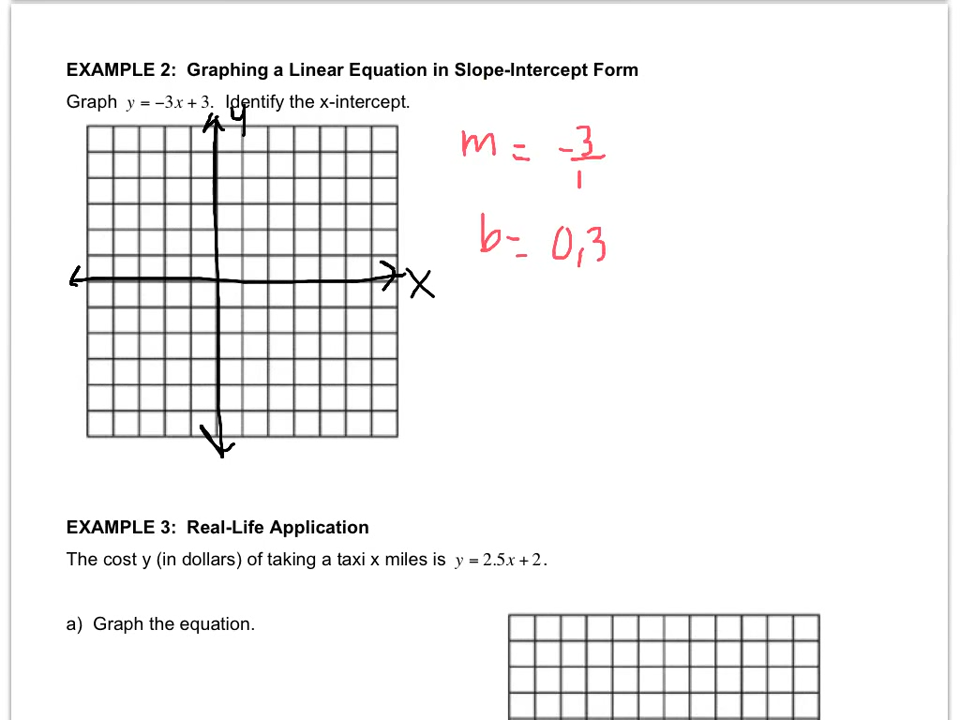 EXAMPLE 2: Graphing a Linear Equation in Slope-Intercept Form
Graph y = −3x + 3. Identify the x-intercept.
y
m = -3/1
b = 0,3
x
EXAMPLE 3: Real-Life Application
The cost y (in dollars) of taking a taxi x miles is y = 2.5x + 2.
a) Graph the equation.